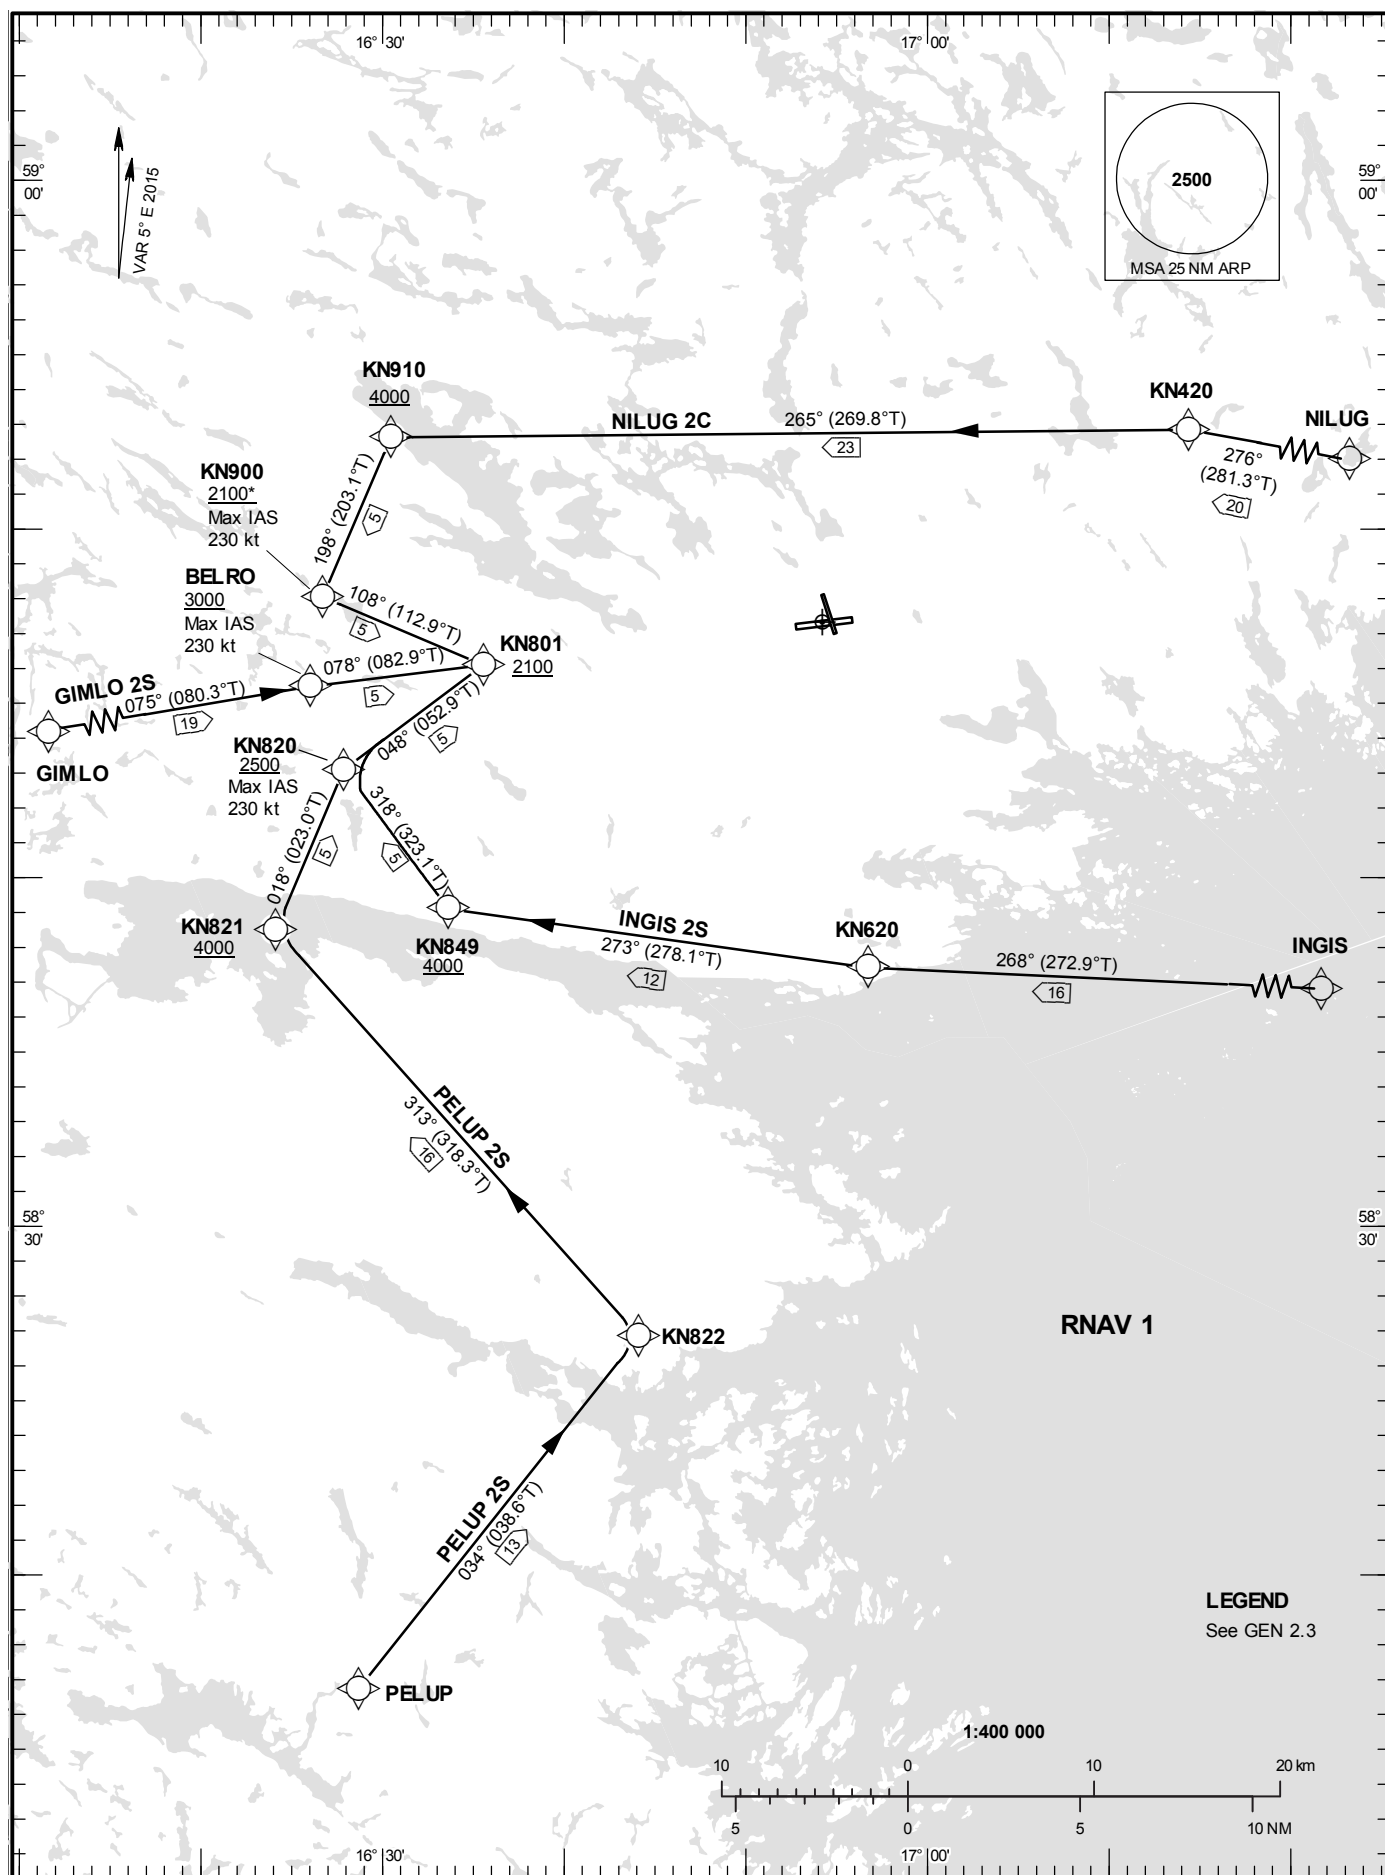 16° 30'
17° 00'
59°
00'
59°
00'
VAR 5° E 2015
2500
MSA 25 NM ARP
KN910
4000
NILUG 2C
265° (269.8°T)
23
KN420
NILUG
276°
(281.3°T)
20
KN900
2100*
Max IAS
230 kt
198° (203.1°T)
5
BELRO
3000
Max IAS
230 kt
108° (112.9°T)
5
KN801
2100
078° (082.9°T)
5
GIMLO 2S
075° (080.3°T)
19
GIMLO
048° (052.9°T)
5
KN820
2500
Max IAS
230 kt
318° (323.1°T)
5
018° (023.0°T)
5
KN821
4000
KN849
4000
INGIS 2S
273° (278.1°T)
12
KN620
268° (272.9°T)
16
INGIS
PELUP 2S
313° (318.3°T)
16
58°
30'
58°
30'
KN822
RNAV 1
PELUP 2S
034° (038.6°T)
13
PELUP
LEGEND
See GEN 2.3
1:400 000
10 0 10 20 km
5 0 5 10 NM
16° 30'
17° 00'